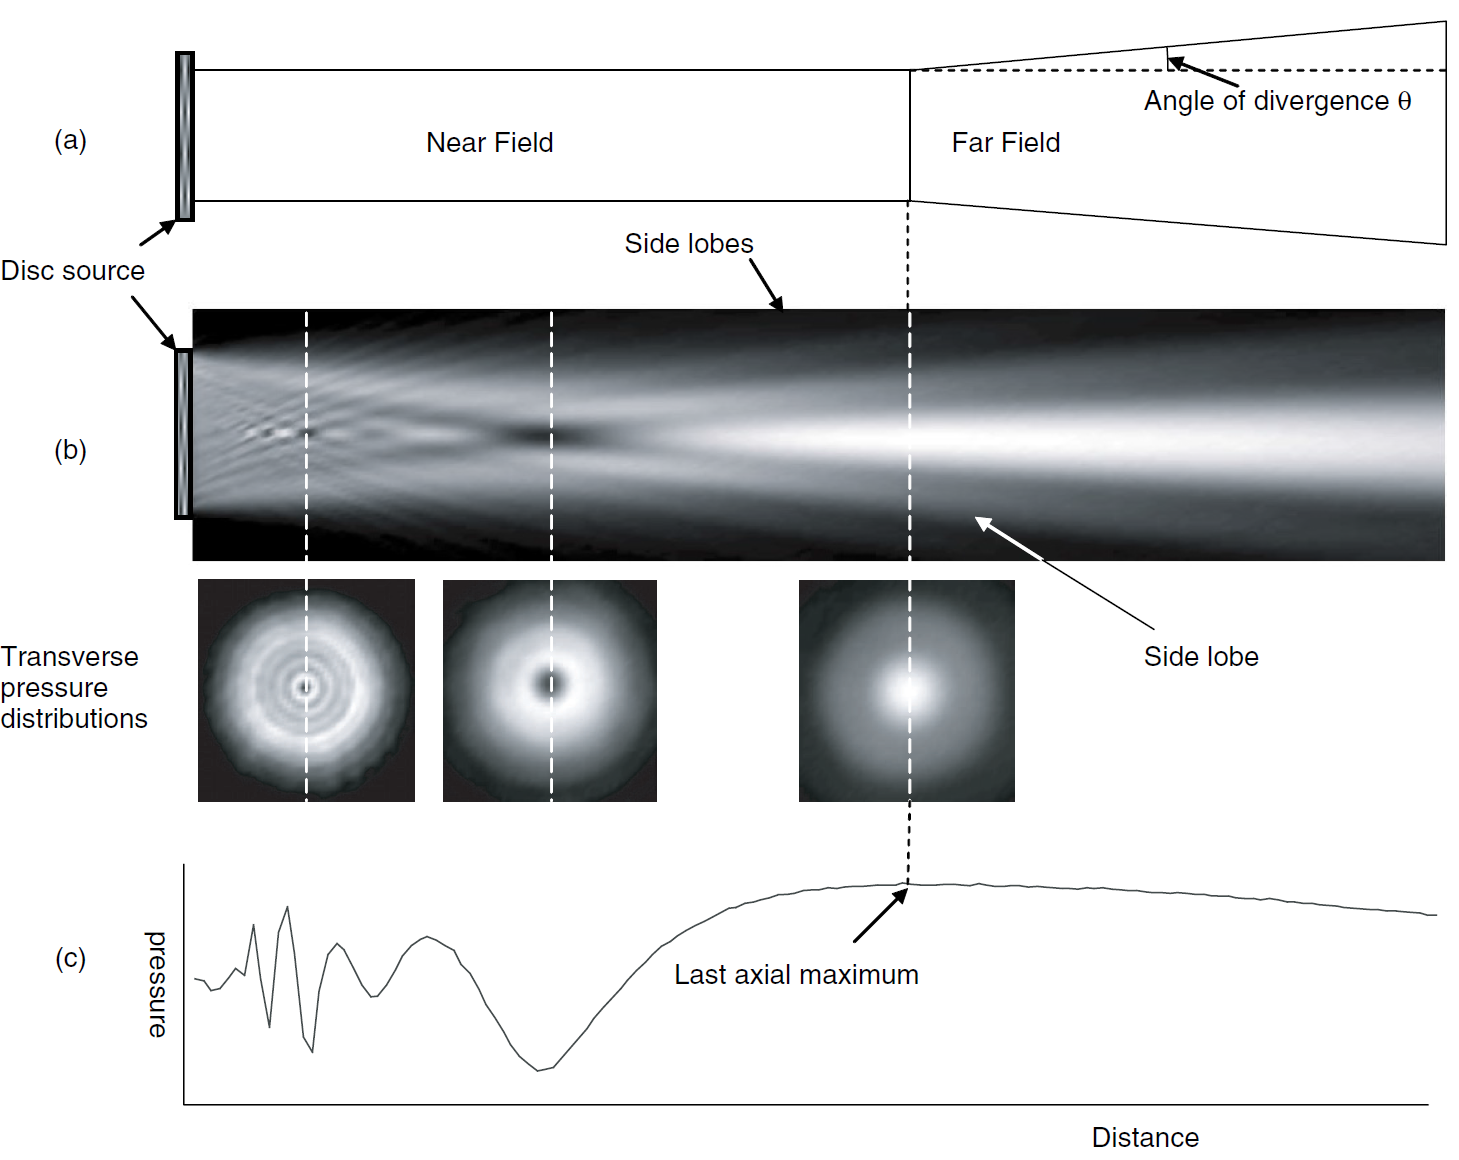 (a)
Near Field
Far Field
Angle of divergence θ
Disc source
Side lobes
(b)
Side lobe
Transverse
pressure
distributions
(c)
pressure
Last axial maximum
Distance